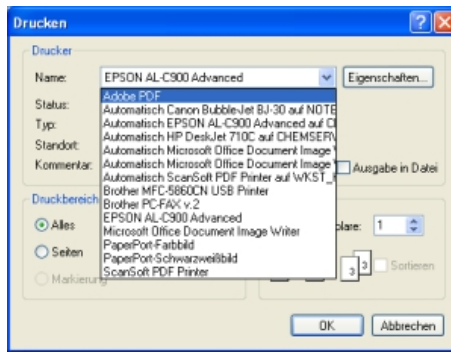 Drucken
Drucker
Name: EPSON AL-C900 Advanced Eigenschaften...
Status:
Typ:
Standort:
Kommentar:
Adobe PDF
Automatisch Canon Bubble-Jet BJ-30 auf NOTE
Automatisch EPSON AL-C900 Advanced auf
Automatisch HP DeskJet 710C auf CHEMSERV
Automatisch Microsoft Office Document Image
Automatisch Microsoft Office Document Image
Automatisch ScanSoft PDF Printer auf WKST_
Brother MFC-5860CN USB Printer
Brother PC-FAX v.2
EPSON AL-C900 Advanced
Microsoft Office Document Image Writer
PaperPort-Farbbild
PaperPort-Schwarzweißbild
ScanSoft PDF Printer
Ausgabe in Datei
Druckbereich
Alles
Seiten
Markierung
plare: 1
3 3
Sortieren
OK Abbrechen